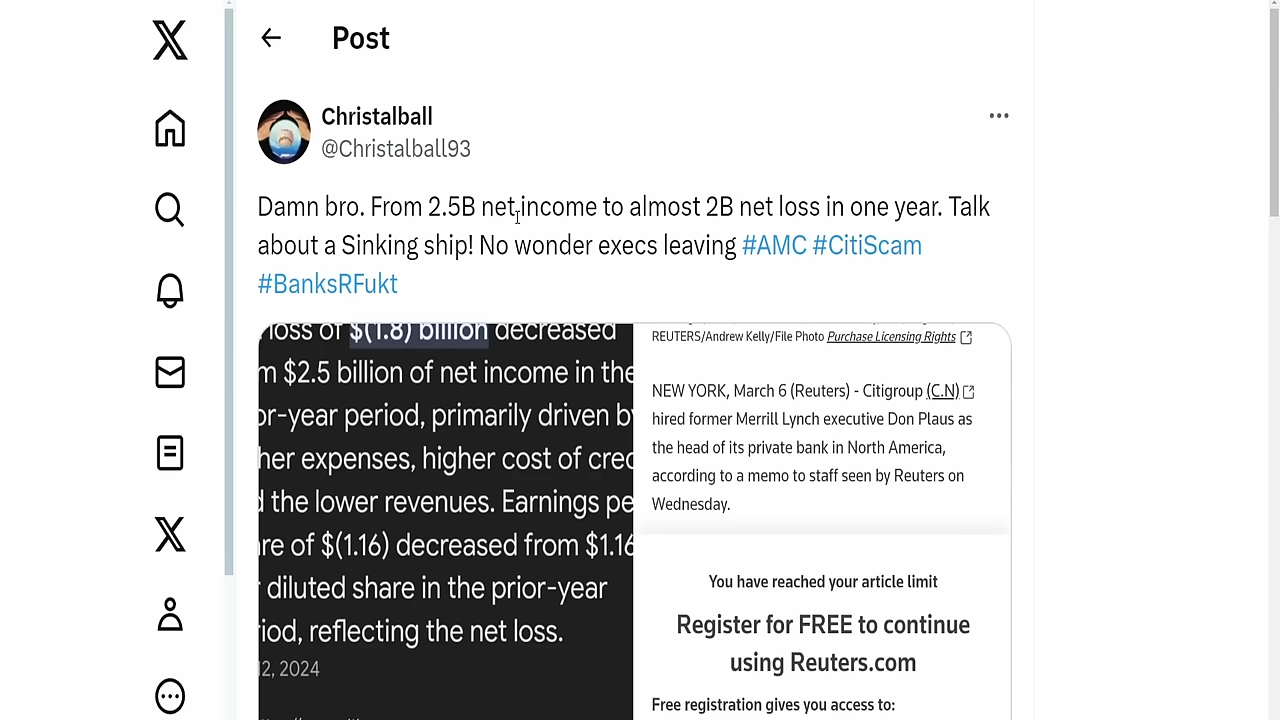 Post
Christalball
@Christalball93
Damn bro. From 2.5B net income to almost 2B net loss in one year. Talk
about a Sinking ship! No wonder execs leaving #AMC #CitiScam
#BanksRFukt
loss of $(1.8) billion decreased
m $2.5 billion of net income in the
or-year period, primarily driven by
her expenses, higher cost of cred
d the lower revenues. Earnings pe
are of $(1.16) decreased from $1.16
r diluted share in the prior-year
riod, reflecting the net loss.
12, 2024
REUTERS/Andrew Kelly/File Photo Purchase Licensing Rights
NEW YORK, March 6 (Reuters) - Citigroup (C.N)
hired former Merrill Lynch executive Don Plaus as
the head of its private bank in North America,
according to a memo to staff seen by Reuters on
Wednesday.
You have reached your article limit
Register for FREE to continue
using Reuters.com
Free registration gives you access to: